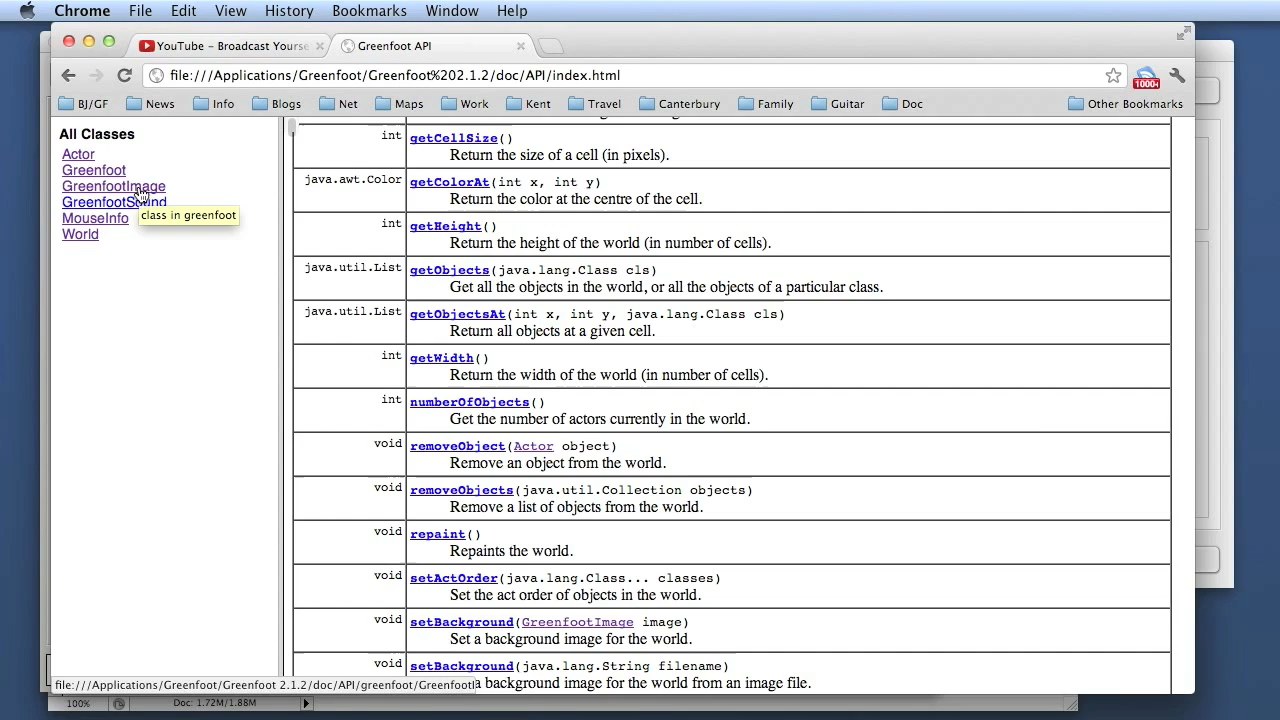 Chrome File Edit View History Bookmarks Window Help
YouTube - Broadcast Yourse
Greenfoot API
file:///Applications/Greenfoot/Greenfoot%202.1.2/doc/API/index.html
1000+
BJ/GF News Info Blogs Net Maps Work Kent Travel Canterbury Family Guitar Doc Other Bookmarks
All Classes
Actor
Greenfoot
GreenfootImage
GreenfootSound
MouseInfo
World
class in greenfoot
int getCellSize()
Return the size of a cell (in pixels).
java.awt.Color getColorAt(int x, int y)
Return the color at the centre of the cell.
int getHeight()
Return the height of the world (in number of cells).
java.util.List getObjects(java.lang.Class cls)
Get all the objects in the world, or all the objects of a particular class.
java.util.List getObjectsAt(int x, int y, java.lang.Class cls)
Return all objects at a given cell.
int getWidth()
Return the width of the world (in number of cells).
int numberOfObjects()
Get the number of actors currently in the world.
void removeObject(Actor object)
Remove an object from the world.
void removeObjects(java.util.Collection objects)
Remove a list of objects from the world.
void repaint()
Repaints the world.
void setActOrder(java.lang.Class... classes)
Set the act order of objects in the world.
void setBackground(GreenfootImage image)
Set a background image for the world.
void setBackground(java.lang.String filename)
a background image for the world from an image file.
file:///Applications/Greenfoot/Greenfoot 2.1.2/doc/API/greenfoot/Greenfoot
100% Doc: 1.72M/1.88M